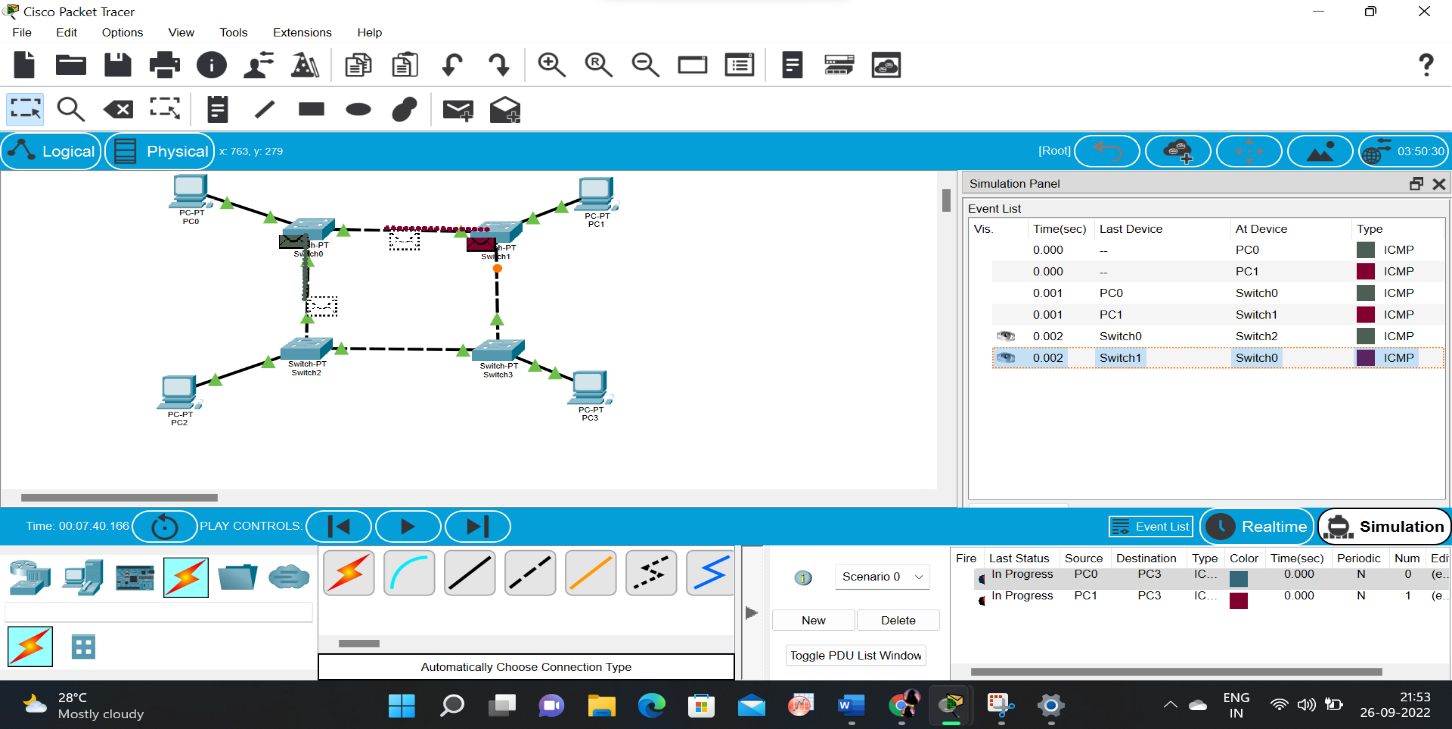 Cisco Packet Tracer
File Edit Options View Tools Extensions Help
Logical Physical x: 763, y: 279 [Root] 03:50:30
Simulation Panel
Event List
Vis. Time(sec) Last Device At Device Type
0.000 -- PC0 ICMP
0.000 -- PC1 ICMP
0.001 PC0 Switch0 ICMP
0.001 PC1 Switch1 ICMP
0.002 Switch0 Switch2 ICMP
0.002 Switch1 Switch0 ICMP
PC-PT
PC0
PC-PT
PC1
Switch0
Switch1
Switch-PT
Switch2
Switch-PT
Switch3
PC-PT
PC2
PC-PT
PC3
Time: 00:07:40.166 PLAY CONTROLS: Event List Realtime Simulation
Scenario 0
New Delete
Toggle PDU List Window
Automatically Choose Connection Type
Fire Last Status Source Destination Type Color Time(sec) Periodic Num Edi
In Progress PC0 PC3 IC... 0.000 N 0 (e...
In Progress PC1 PC3 IC... 0.000 N 1 (e...
28°C
Mostly cloudy
ENG
IN
21:53
26-09-2022